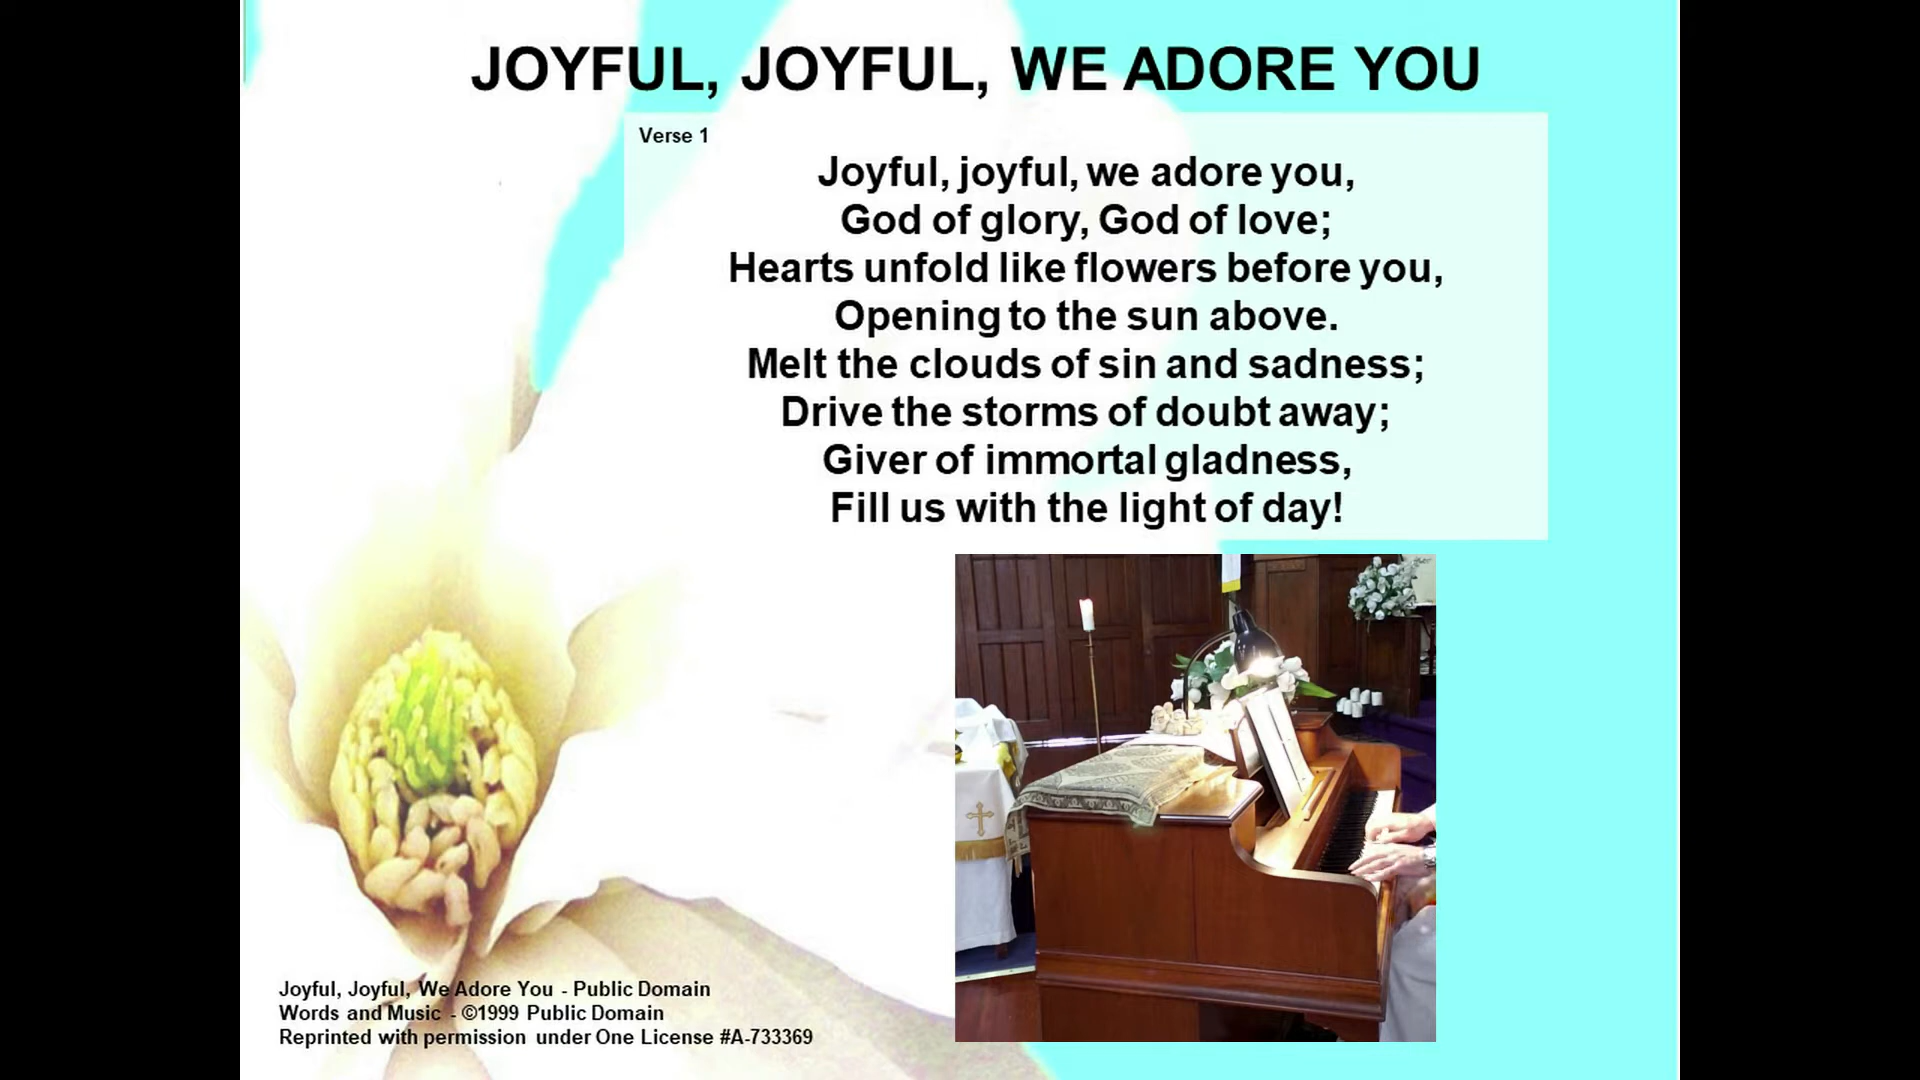 JOYFUL, JOYFUL, WE ADORE YOU
Verse 1
Joyful, joyful, we adore you,
God of glory, God of love;
Hearts unfold like flowers before you,
Opening to the sun above.
Melt the clouds of sin and sadness;
Drive the storms of doubt away;
Giver of immortal gladness,
Fill us with the light of day!
Joyful, Joyful, We Adore You - Public Domain
Words and Music - ©1999 Public Domain
Reprinted with permission under One License #A-733369